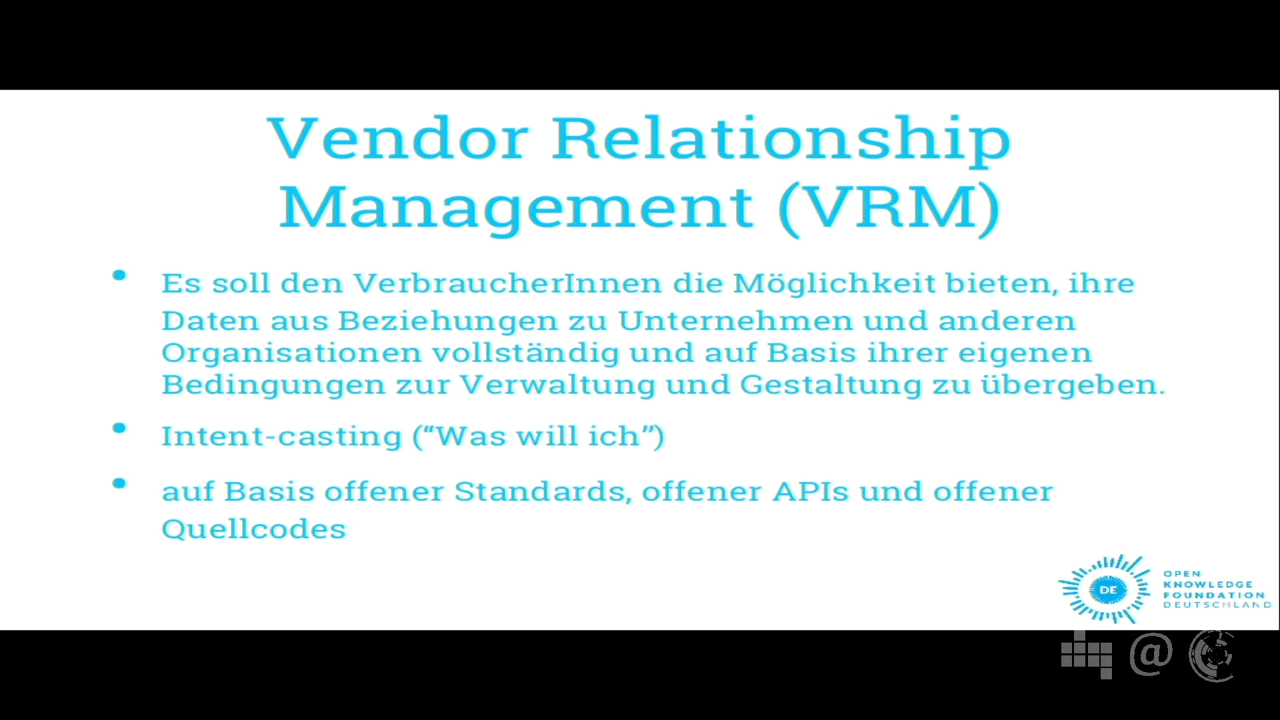 Vendor Relationship
Management (VRM)
• Es soll den VerbraucherInnen die Möglichkeit bieten, ihre
Daten aus Beziehungen zu Unternehmen und anderen
Organisationen vollständig und auf Basis ihrer eigenen
Bedingungen zur Verwaltung und Gestaltung zu übergeben.
• Intent-casting (“Was will ich”)
• auf Basis offener Standards, offener APIs und offener
Quellcodes
DE
OPEN
KNOWLEDGE
FOUNDATION
DEUTSCHLAND
@